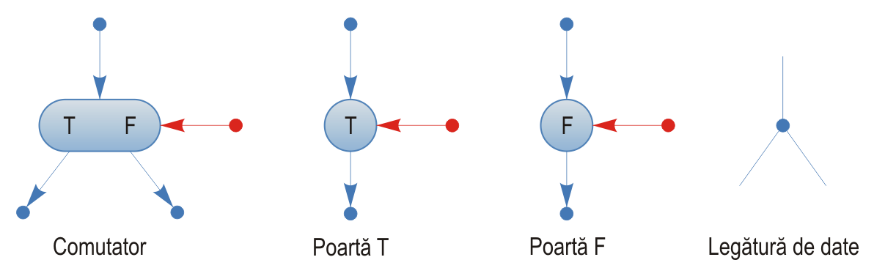 T F
T
F
Comutator
Poartă T
Poartă F
Legătură de date